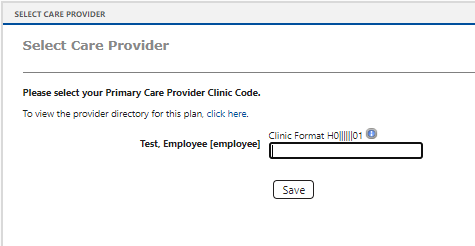 SELECT CARE PROVIDER
Select Care Provider
Please select your Primary Care Provider Clinic Code.
To view the provider directory for this plan, click here.
Clinic Format H0||||||01
Test, Employee [employee]
Save